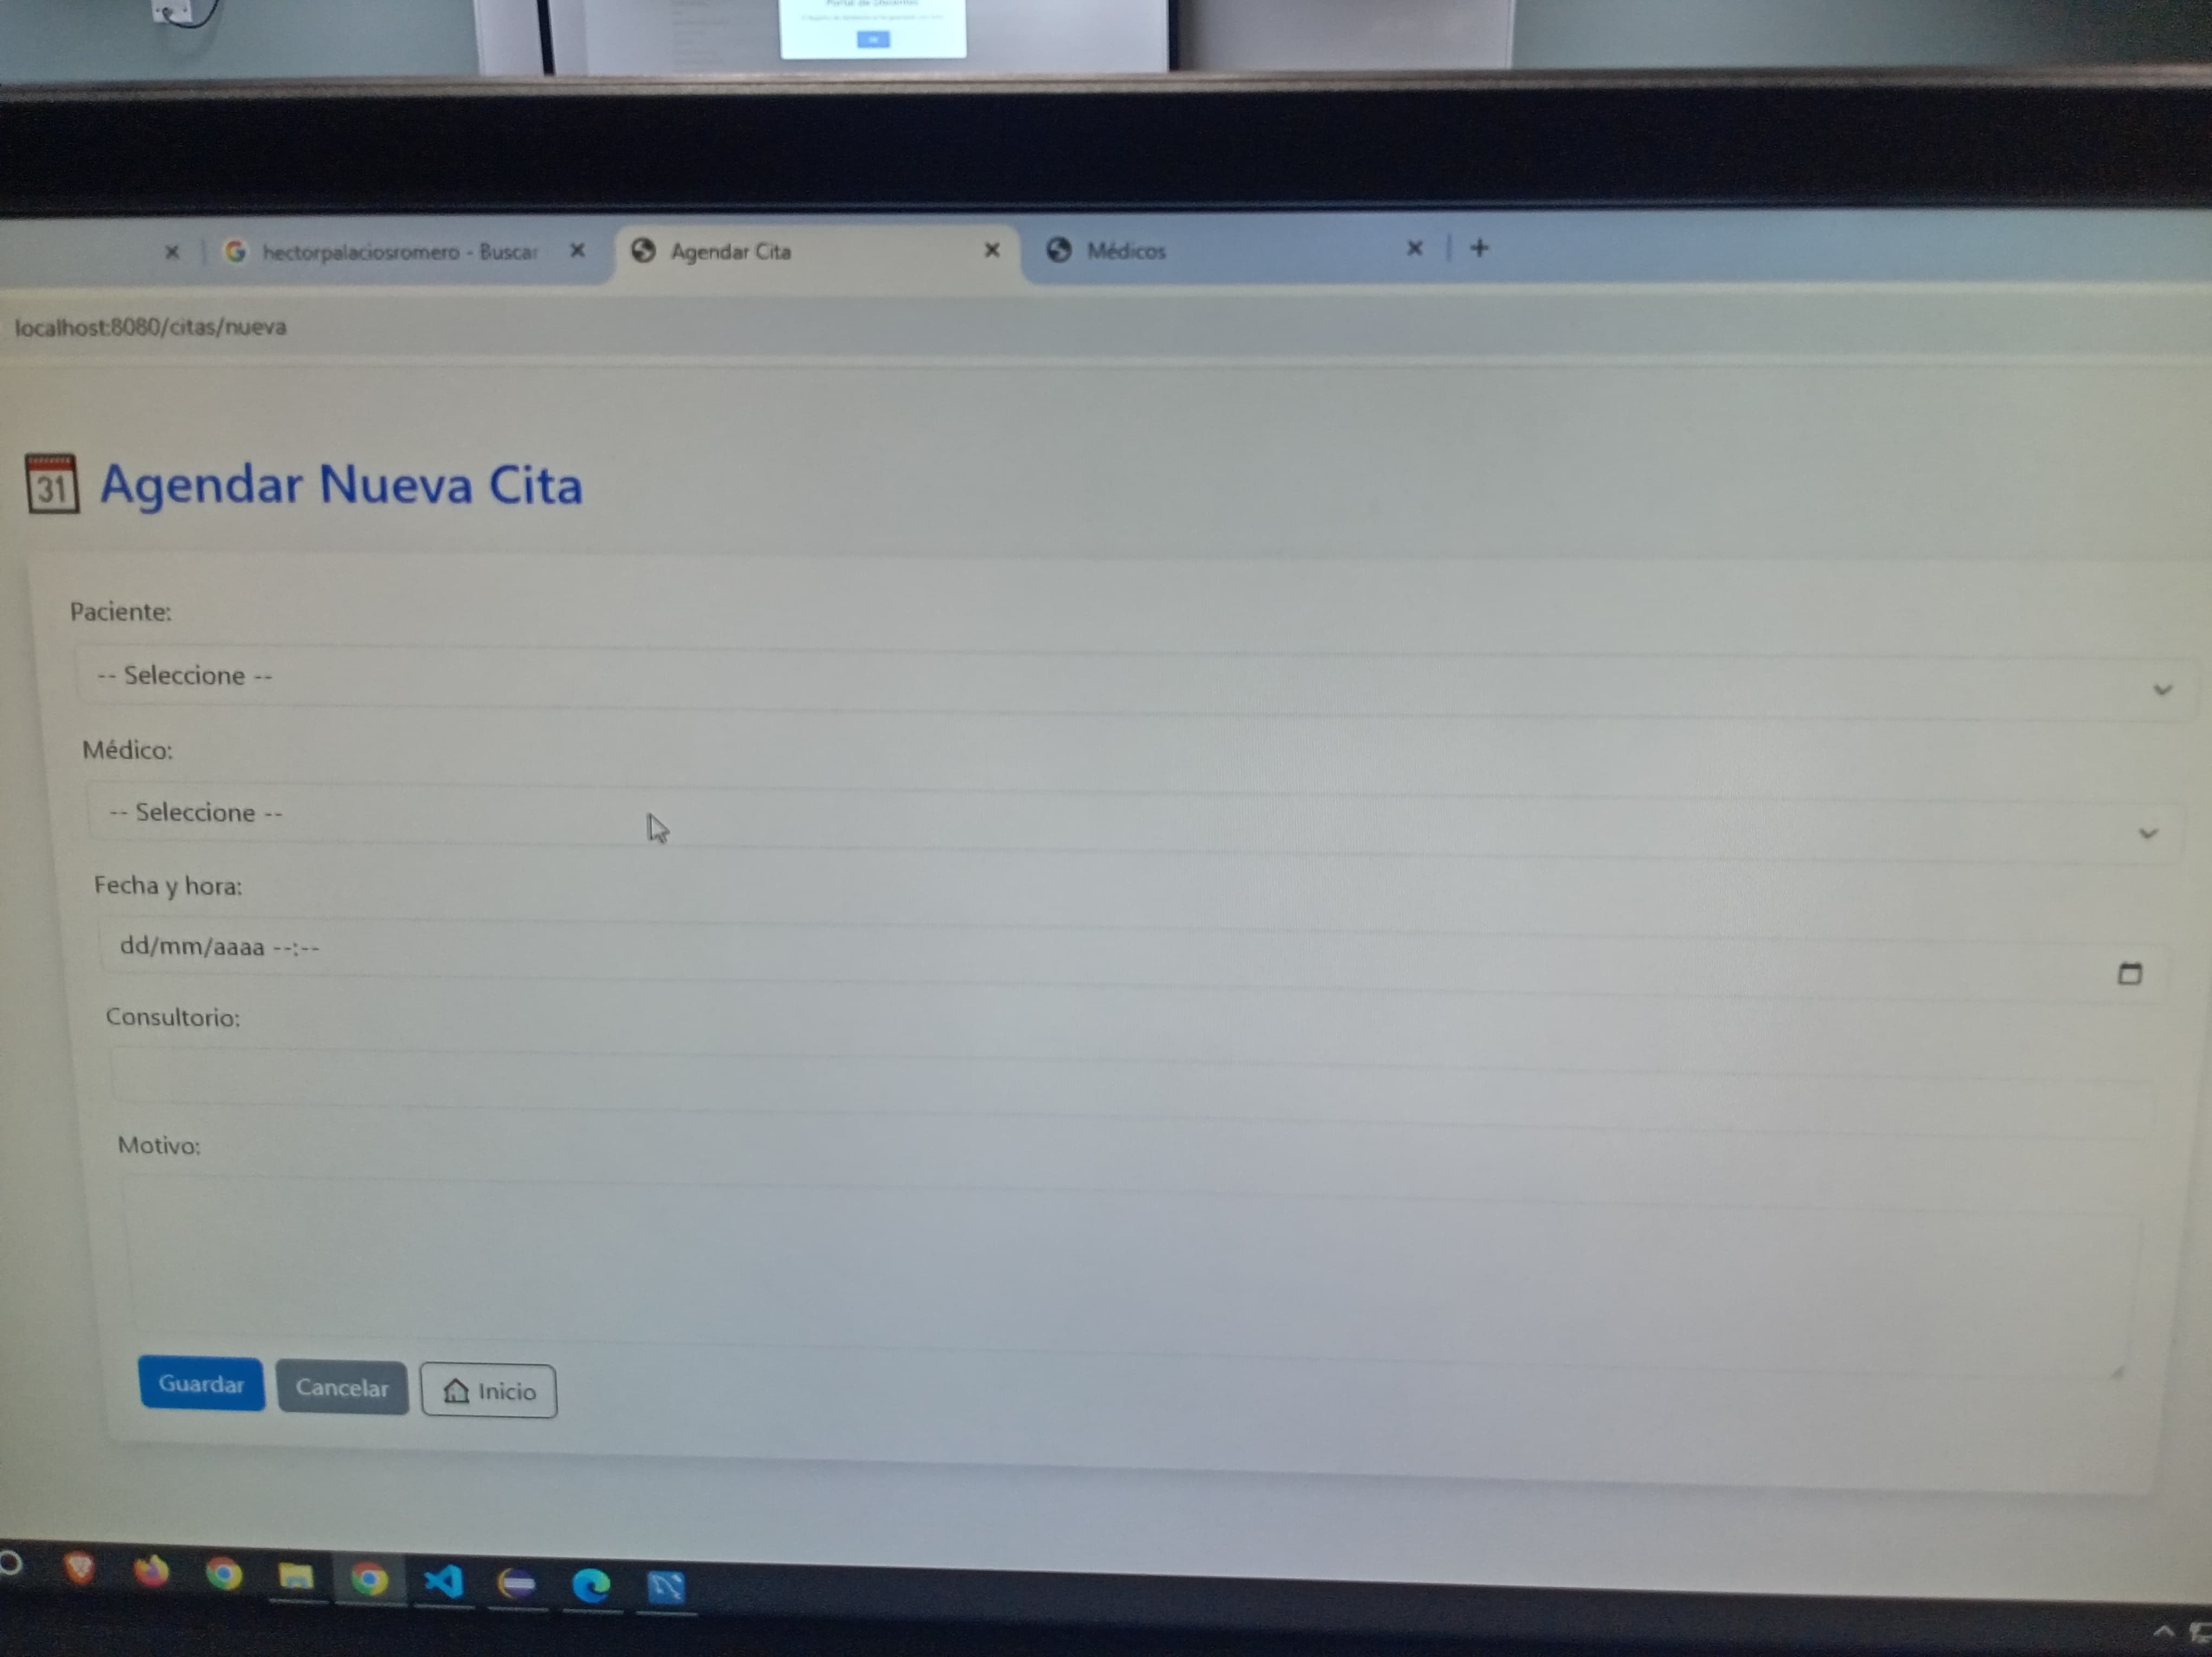 hectorpalaciosromero - Buscar
Agendar Cita
Médicos
localhost:8080/citas/nueva
31 Agendar Nueva Cita
Paciente:
-- Seleccione --
Médico:
-- Seleccione --
Fecha y hora:
dd/mm/aaaa --:--
Consultorio:
Motivo:
Guardar
Cancelar
Inicio